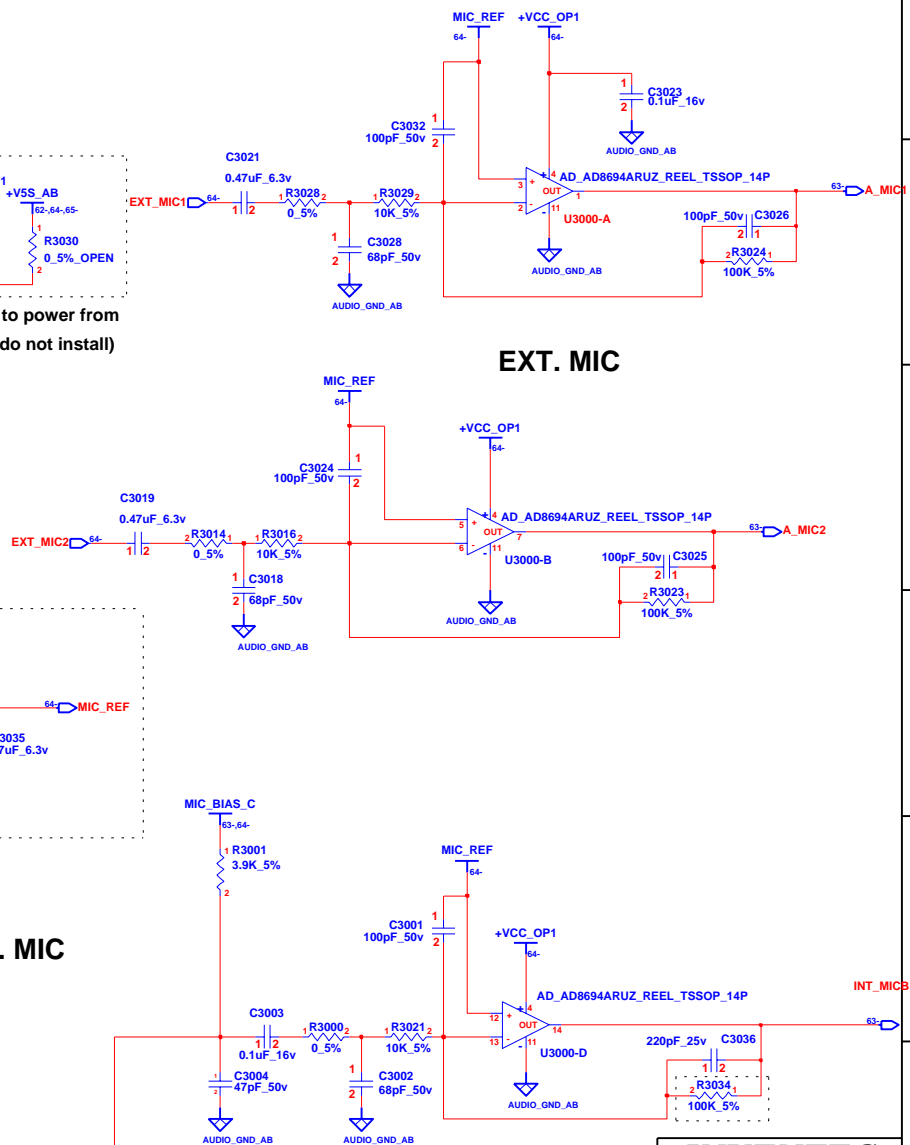 MIC_REF +VCC_OP1
64- 64-
1 C3023
2 0.1uF_16v
C3032 1
100pF_50v 2
AUDIO_GND_AB
C3021
0.47uF_6.3v
1
+V5S_AB
62-,64-,65-
EXT_MIC1 64-
1 2
1 R3028 2
0_5%
1 R3029 2
10K_5%
4 AD_AD8694ARUZ_REEL_TSSOP_14P
3 + OUT 1
2 - 11
U3000-A
63- A_MIC1
1
R3030
0_5%_OPEN
2
1 C3028
2 68pF_50v
AUDIO_GND_AB
AUDIO_GND_AB
100pF_50v C3026
2 1
2 R3024 1
100K_5%
to power from
do not install)
EXT. MIC
MIC_REF
64-
+VCC_OP1
64-
C3024 1
100pF_50v 2
C3019
0.47uF_6.3v
EXT_MIC2 64-
1 2
2 R3014 1
0_5%
1 R3016 2
10K_5%
4 AD_AD8694ARUZ_REEL_TSSOP_14P
5 + OUT 7
6 - 11
U3000-B
63- A_MIC2
1 C3018
2 68pF_50v
AUDIO_GND_AB
AUDIO_GND_AB
100pF_50v C3025
2 1
2 R3023 1
100K_5%
64- MIC_REF
3035
7uF_6.3v
MIC_BIAS_C
63-,64-
1 R3001
3.9K_5%
2
MIC_REF
64-
C3001 1
100pF_50v 2
+VCC_OP1
64-
. MIC
INT_MICB
63-
C3003
1 2
0.1uF_16v
1 R3000 2
0_5%
1 R3021 2
10K_5%
4 AD_AD8694ARUZ_REEL_TSSOP_14P
12 + OUT 14
13 - 11
U3000-D
1 C3004
2 47pF_50v
1 C3002
2 68pF_50v
220pF_25v C3036
1 2
2 R3034 1
100K_5%
AUDIO_GND_AB
AUDIO_GND_AB AUDIO_GND_AB